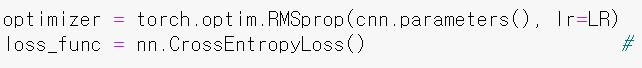 optimizer = torch.optim.RMSprop(cnn.parameters(), lr=LR)
loss_func = nn.CrossEntropyLoss() #